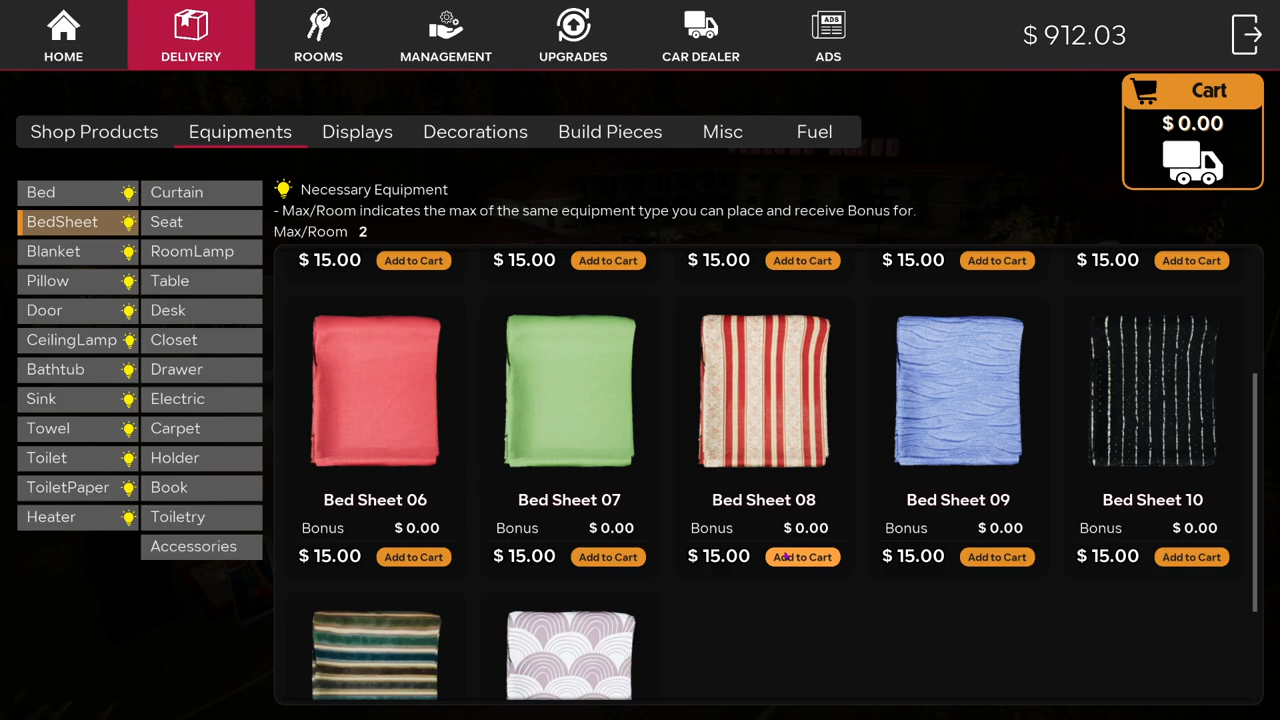 HOME
DELIVERY
ROOMS
MANAGEMENT
UPGRADES
CAR DEALER
ADS
ADS
$ 912.03
Cart
$ 0.00
Shop Products
Equipments
Displays
Decorations
Build Pieces
Misc
Fuel
Bed
Curtain
BedSheet
Seat
Blanket
RoomLamp
Pillow
Table
Door
Desk
CeilingLamp
Closet
Bathtub
Drawer
Sink
Electric
Towel
Carpet
Toilet
Holder
ToiletPaper
Book
Heater
Toiletry
Accessories
Necessary Equipment
- Max/Room indicates the max of the same equipment type you can place and receive Bonus for.
Max/Room 2
$ 15.00 Add to Cart
$ 15.00 Add to Cart
$ 15.00 Add to Cart
$ 15.00 Add to Cart
$ 15.00 Add to Cart
Bed Sheet 06
Bonus $ 0.00
$ 15.00 Add to Cart
Bed Sheet 07
Bonus $ 0.00
$ 15.00 Add to Cart
Bed Sheet 08
Bonus $ 0.00
$ 15.00 Add to Cart
Bed Sheet 09
Bonus $ 0.00
$ 15.00 Add to Cart
Bed Sheet 10
Bonus $ 0.00
$ 15.00 Add to Cart